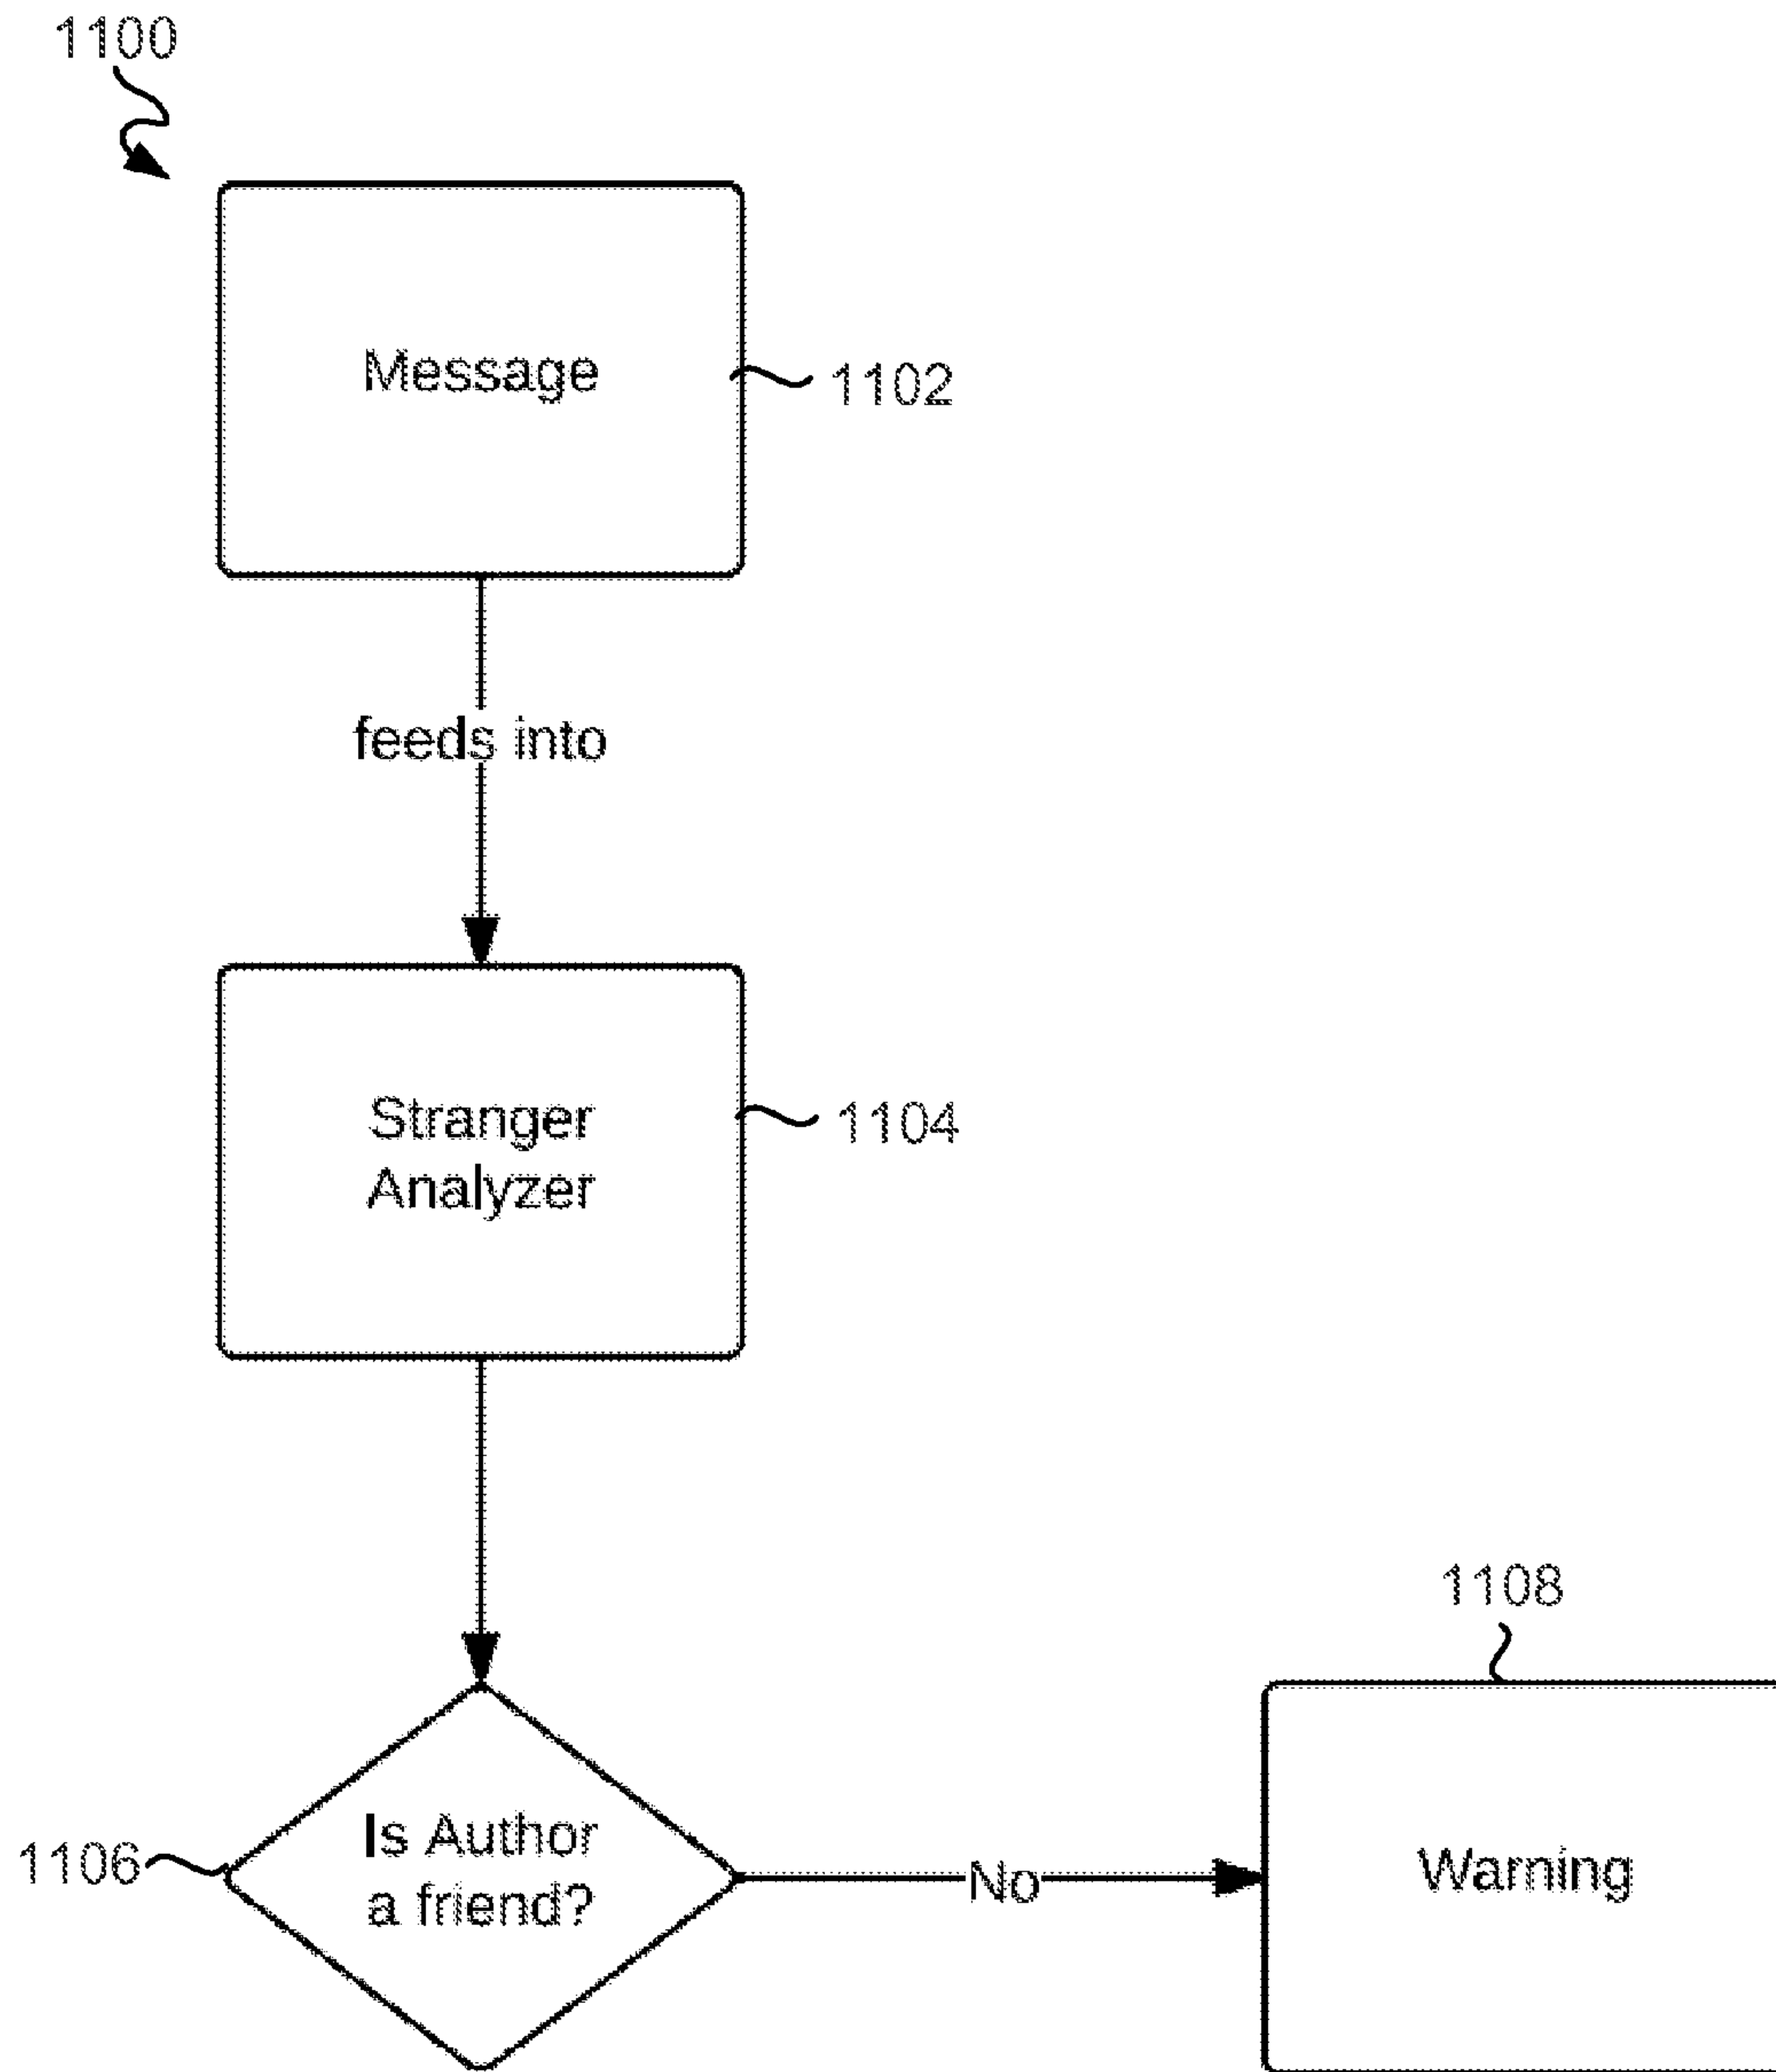 1100
Message
1102
feeds into
Stranger
Analyzer
1104
1108
Is Author
a friend?
1106
No
Warning